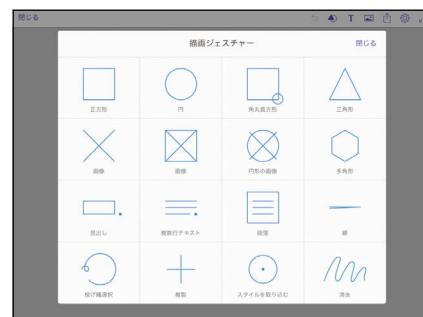 閉じる
T
描画ジェスチャー
閉じる
正方形
円
角丸長方形
三角形
画像
画像
円形の画像
多角形
見出し
複数行テキスト
段落
線
投げ縄選択
複製
スタイルを取り込む
消去